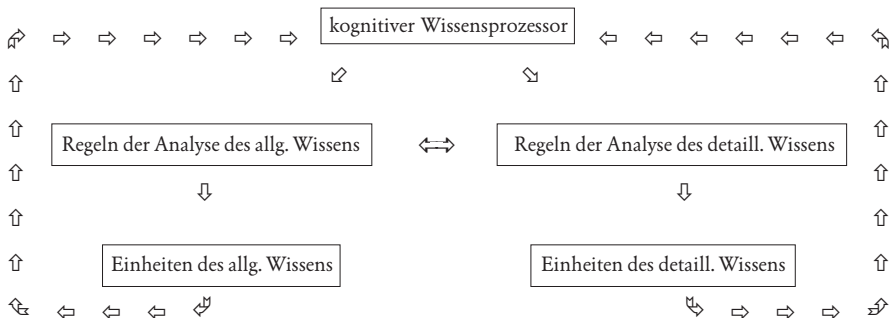 kognitiver Wissensprozessor
Regeln der Analyse des allg. Wissens
Regeln der Analyse des detaill. Wissens
Einheiten des allg. Wissens
Einheiten des detaill. Wissens